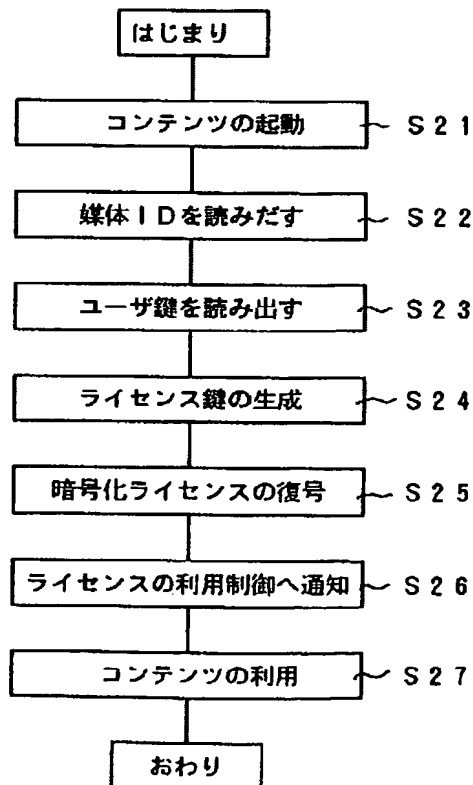 はじまり
コンテンツの起動 S21
媒体IDを読みだす S22
ユーザ鍵を読み出す S23
ライセンス鍵の生成 S24
暗号化ライセンスの復号 S25
ライセンスの利用制御へ通知 S26
コンテンツの利用 S27
おわり